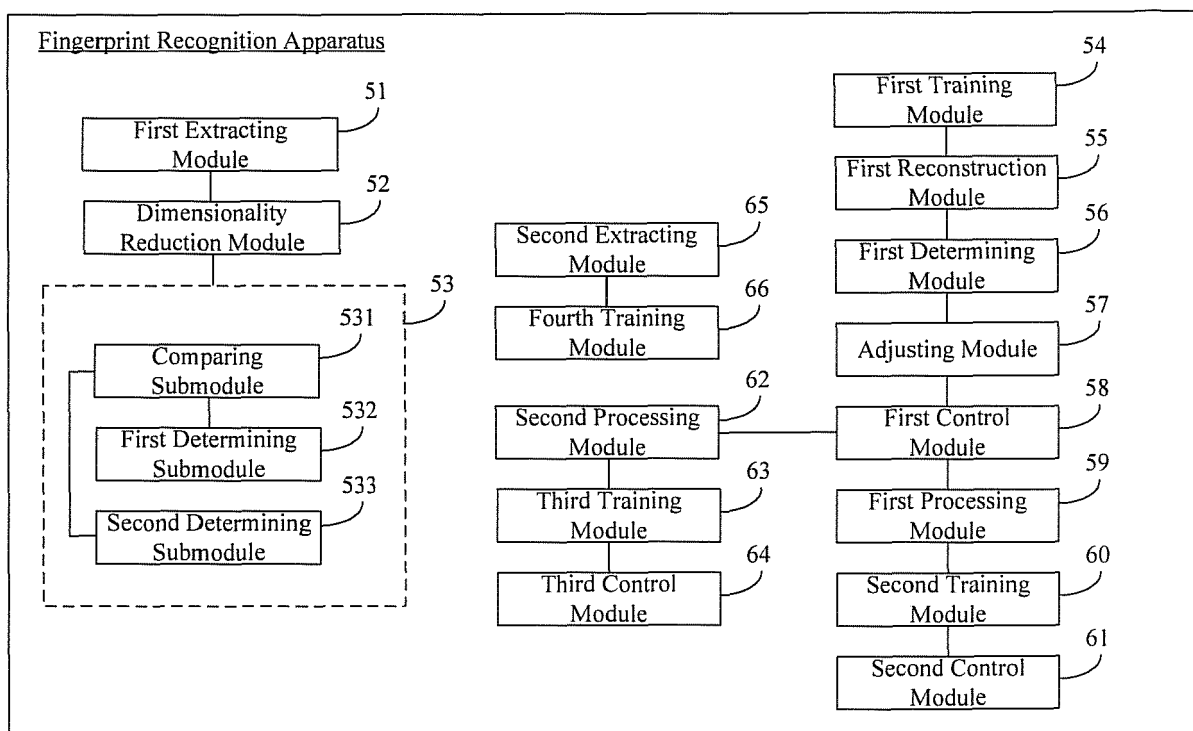 Fingerprint Recognition Apparatus
51
First Extracting
Module
52
Dimensionality
Reduction Module
53
531
Comparing
Submodule
532
First Determining
Submodule
533
Second Determining
Submodule
65
Second Extracting
Module
66
Fourth Training
Module
62
Second Processing
Module
63
Third Training
Module
64
Third Control
Module
54
First Training
Module
55
First Reconstruction
Module
56
First Determining
Module
57
Adjusting Module
58
First Control
Module
59
First Processing
Module
60
Second Training
Module
61
Second Control
Module